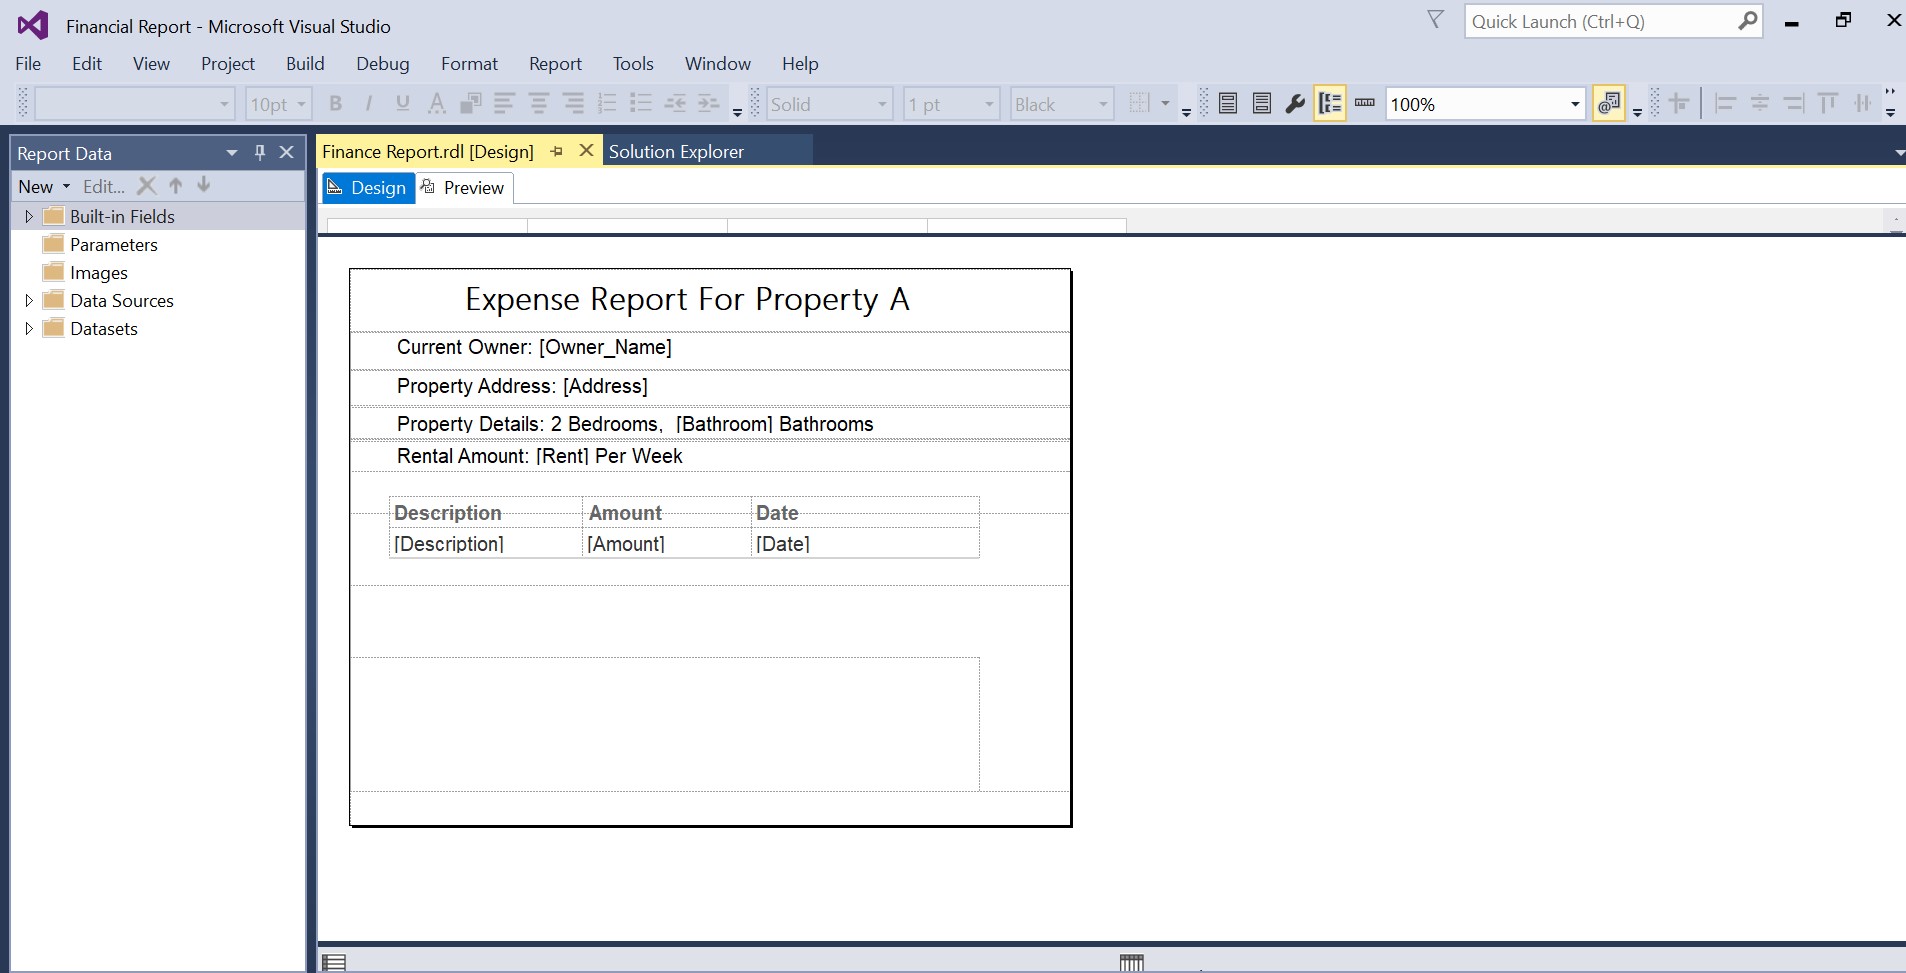 Financial Report - Microsoft Visual Studio
Quick Launch (Ctrl+Q)
File Edit View Project Build Debug Format Report Tools Window Help
10pt B I U A Solid 1 pt Black 100%
Report Data
Finance Report.rdl [Design]
Solution Explorer
New Edit...
Design Preview
Built-in Fields
Parameters
Images
Data Sources
Datasets
Expense Report For Property A
Current Owner: [Owner_Name]
Property Address: [Address]
Property Details: 2 Bedrooms, [Bathroom] Bathrooms
Rental Amount: [Rent] Per Week
Description Amount Date
[Description] [Amount] [Date]